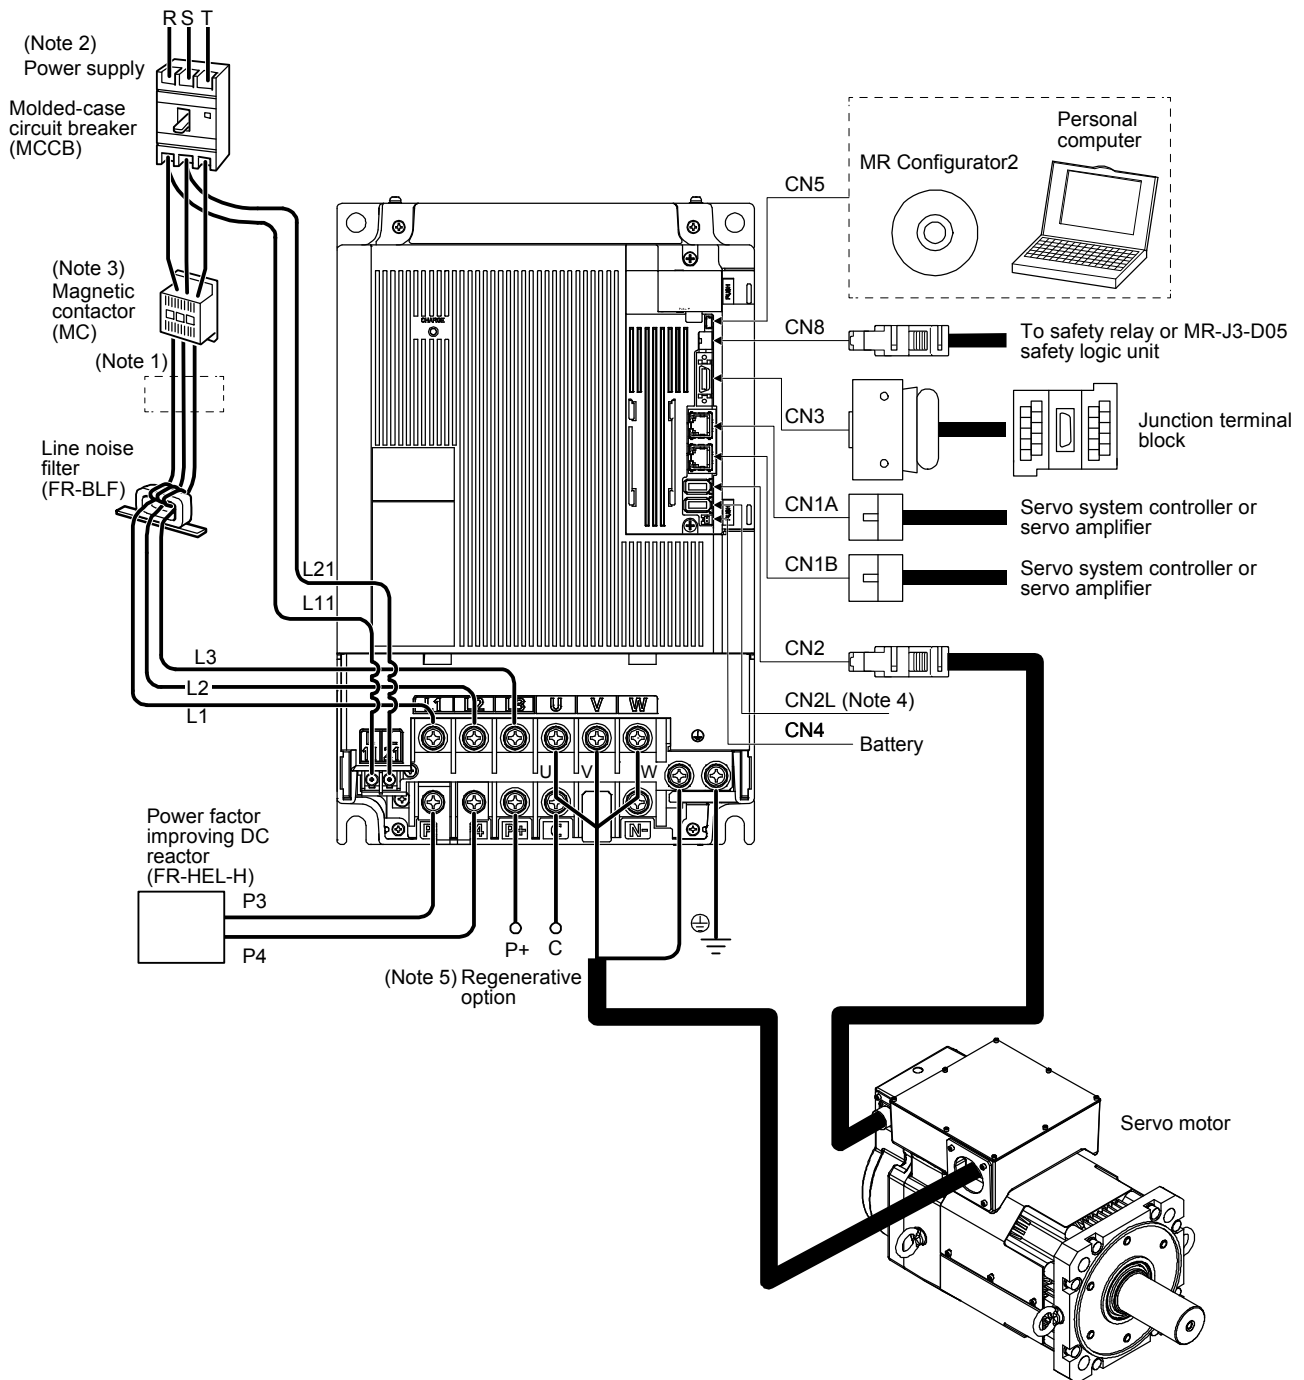 R S T
(Note 2)
Power supply
Molded-case
circuit breaker
(MCCB)
(Note 3)
Magnetic
contactor
(MC)
(Note 1)
Line noise
filter
(FR-BLF)
L21
L11
L3
L2
L1
CHARGE
PUSH
PUSH
Personal
computer
MR Configurator2
CN5
CN8
To safety relay or MR-J3-D05
safety logic unit
CN3
Junction terminal
block
CN1A
Servo system controller or
servo amplifier
CN1B
Servo system controller or
servo amplifier
CN2
CN2L (Note 4)
CN4
Battery
U V W
U V W
N-
C
Power factor
improving DC
reactor
(FR-HEL-H)
P3
P4
P+ C
(Note 5) Regenerative
option
Servo motor